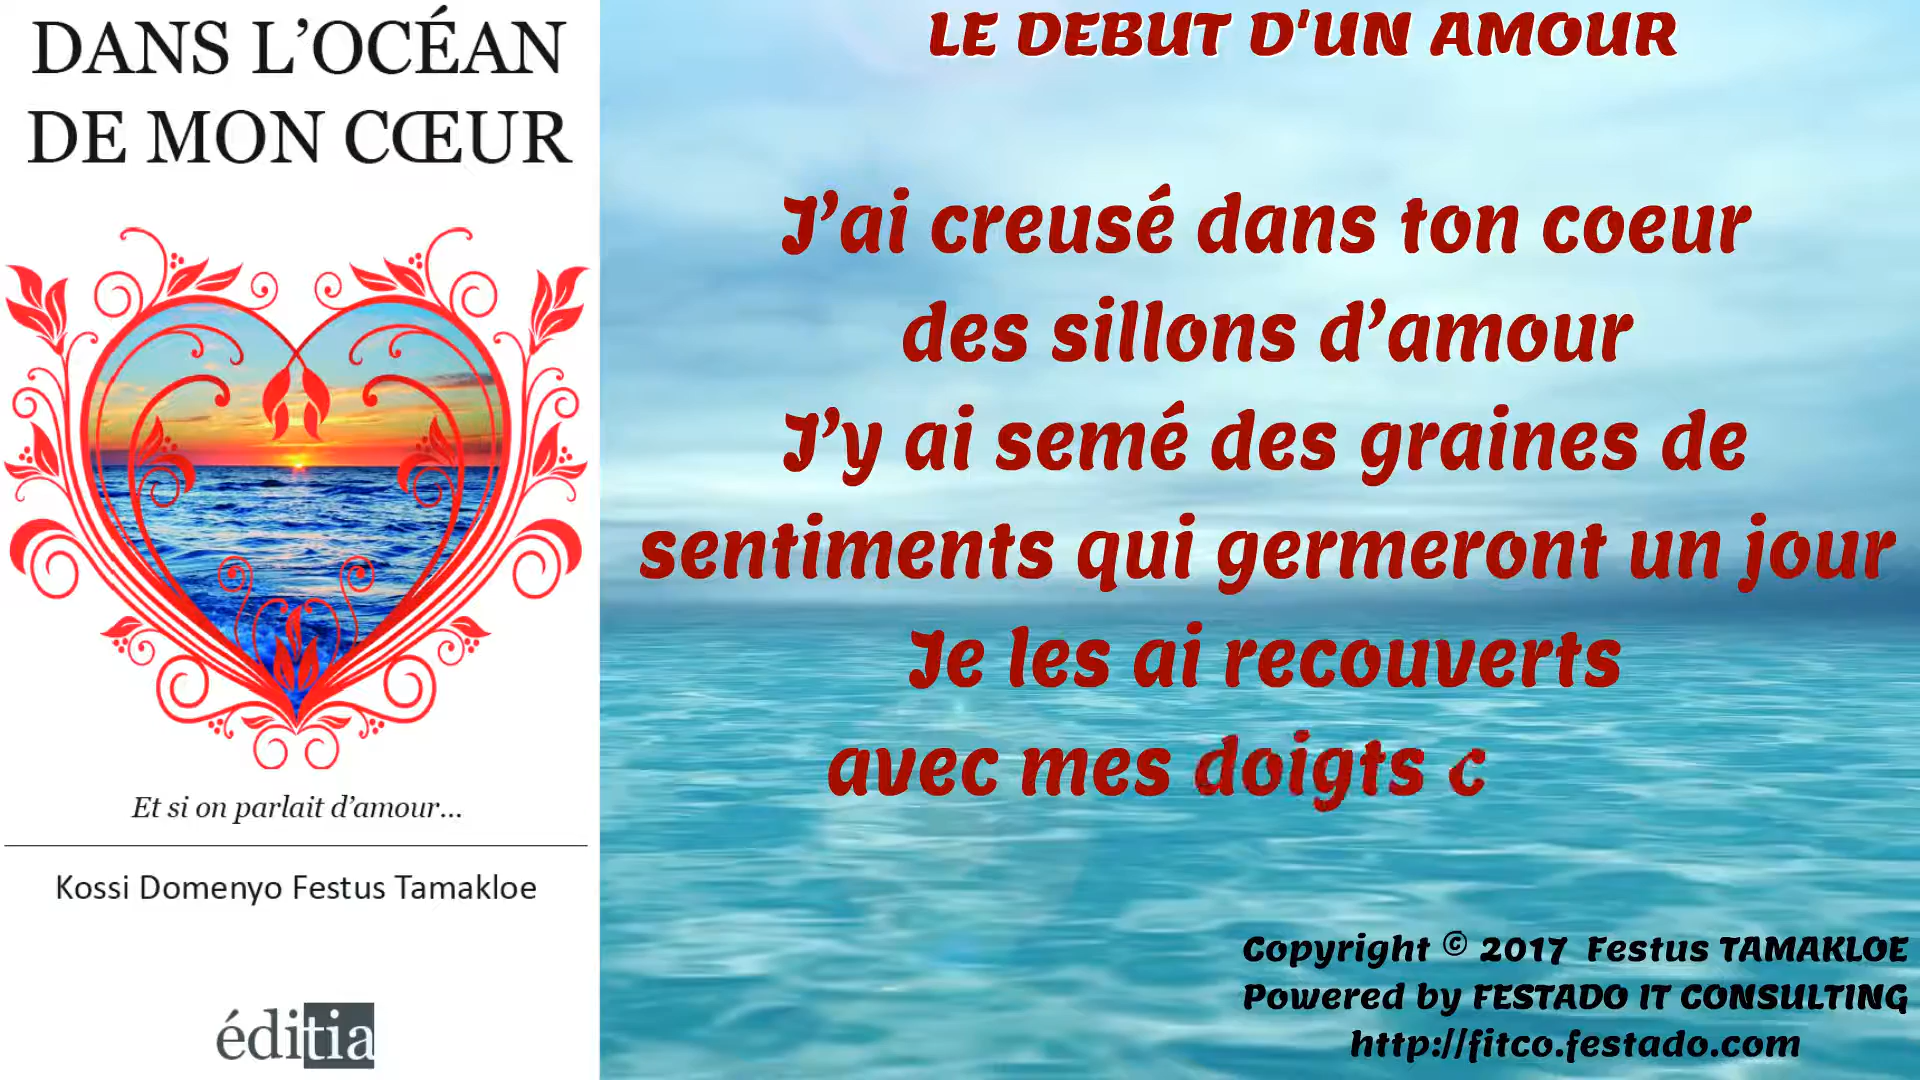 DANS L'OCÉAN
DE MON CŒUR
Et si on parlait d'amour...
Kossi Domenyo Festus Tamakloe
éditia
LE DEBUT D'UN AMOUR
J'ai creusé dans ton coeur
des sillons d'amour
J'y ai semé des graines de
sentiments qui germeront un jour
Je les ai recouverts
avec mes doigts c
Copyright © 2017 Festus TAMAKLOE
Powered by FESTADO IT CONSULTING
http://fitco.festado.com